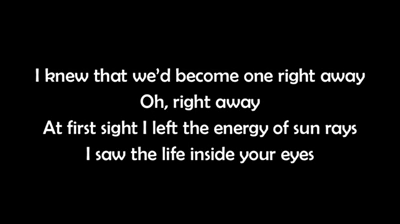 I knew that we'd become one right away
Oh, right away
At first sight I left the energy of sun rays
I saw the life inside your eyes